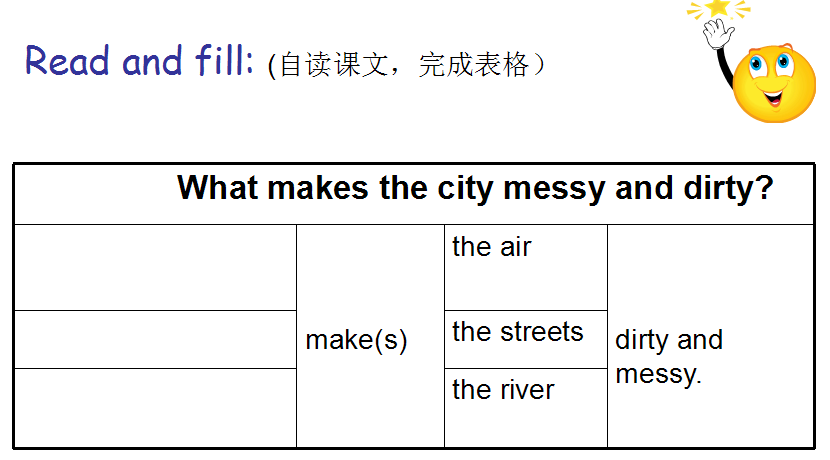 Read and fill: (自读课文，完成表格）
What makes the city messy and dirty?
the air
make(s)
the streets
dirty and
messy.
the river